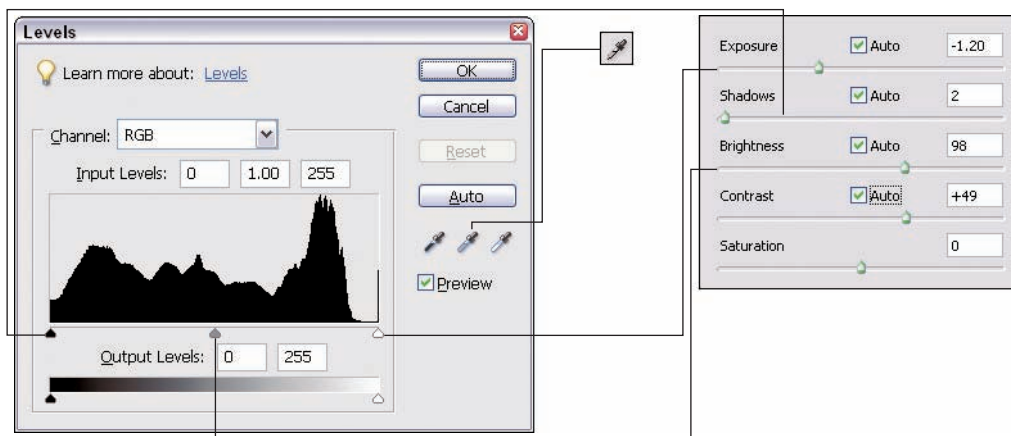 Levels
Learn more about: Levels
OK
Cancel
Channel: RGB
Reset
Input Levels: 0 1.00 255
Auto
Preview
Output Levels: 0 255
Exposure Auto -1.20
Shadows Auto 2
Brightness Auto 98
Contrast Auto +49
Saturation 0